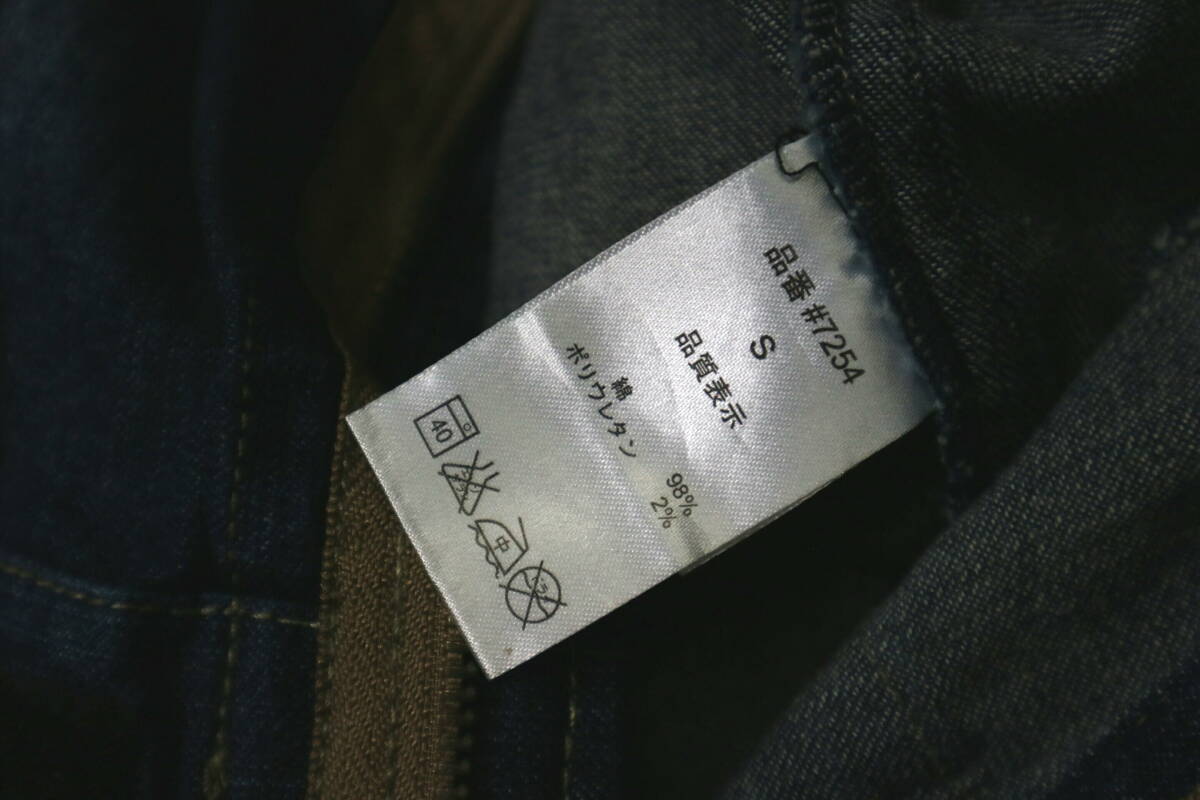 品番 #7254
S
品質表示
綿 98%
ポリウレタン 2%
40
中